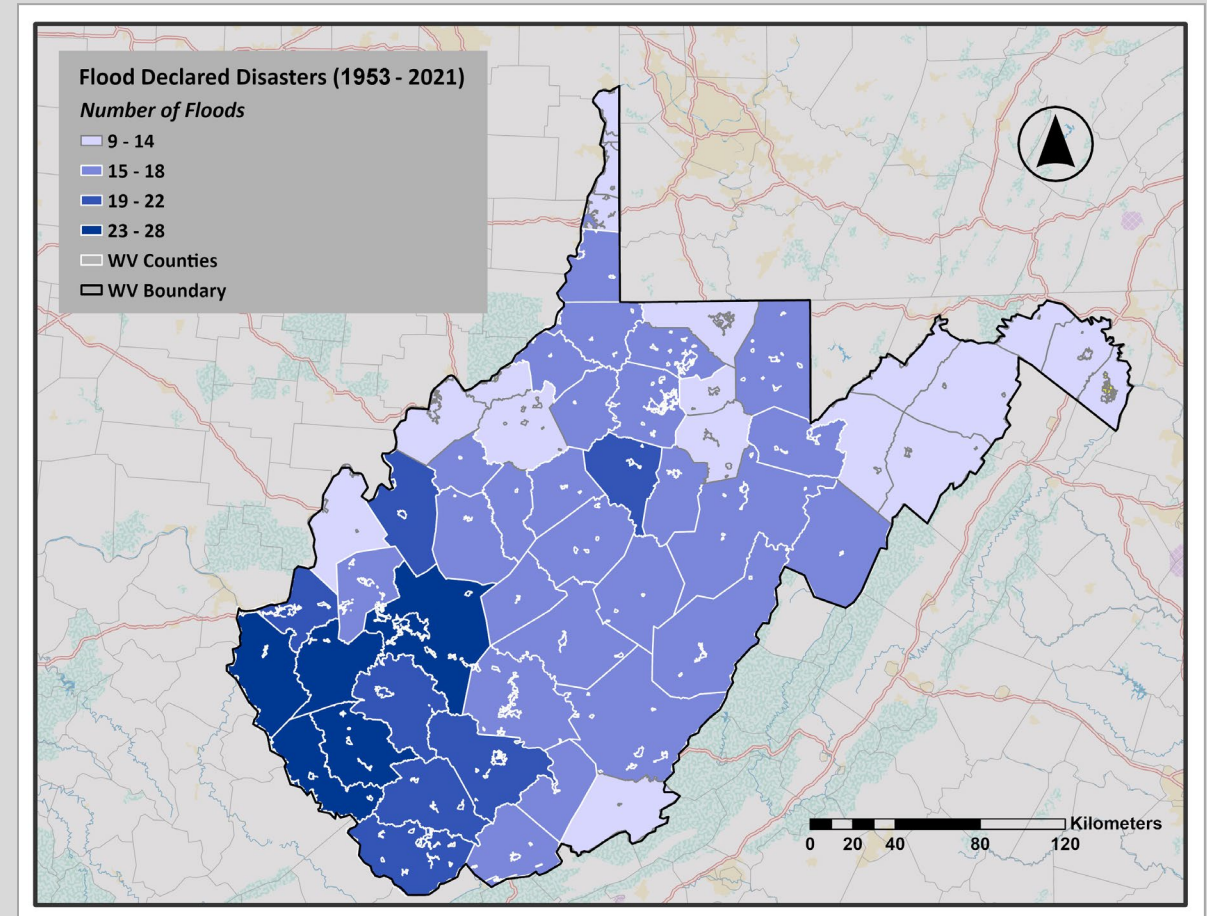 Flood Declared Disasters (1953 - 2021)
Number of Floods
9 - 14
15 - 18
19 - 22
23 - 28
WV Counties
WV Boundary
Kilometers
0 20 40 80 120